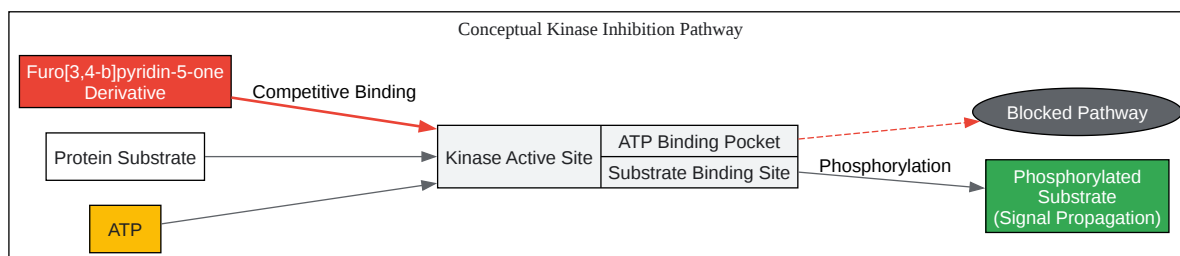 Conceptual Kinase Inhibition Pathway
Furo[3,4-b]pyridin-5-one
Derivative
Competitive Binding
Protein Substrate
ATP
Kinase Active Site
ATP Binding Pocket
Substrate Binding Site
Phosphorylation
Blocked Pathway
Phosphorylated
Substrate
(Signal Propagation)